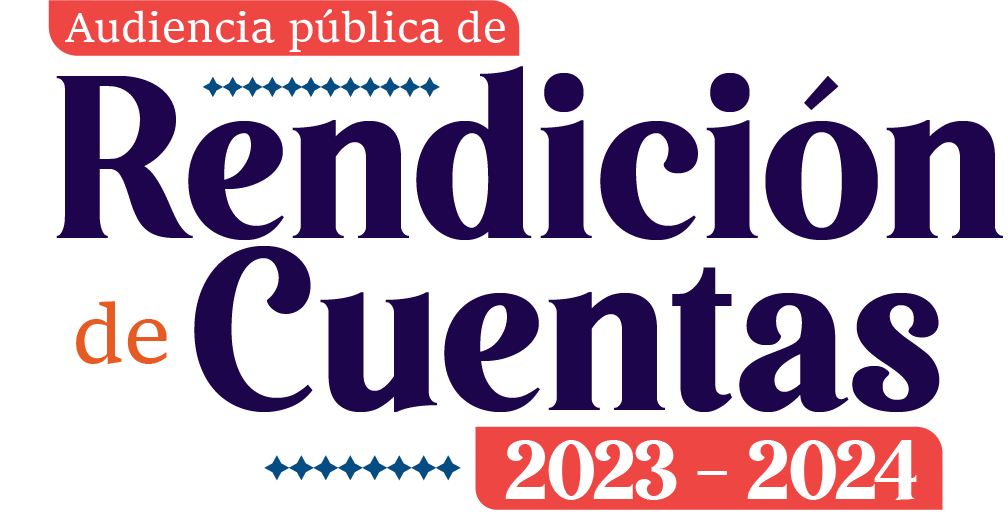 Audiencia pública de
Rendición
de Cuentas
2023 – 2024